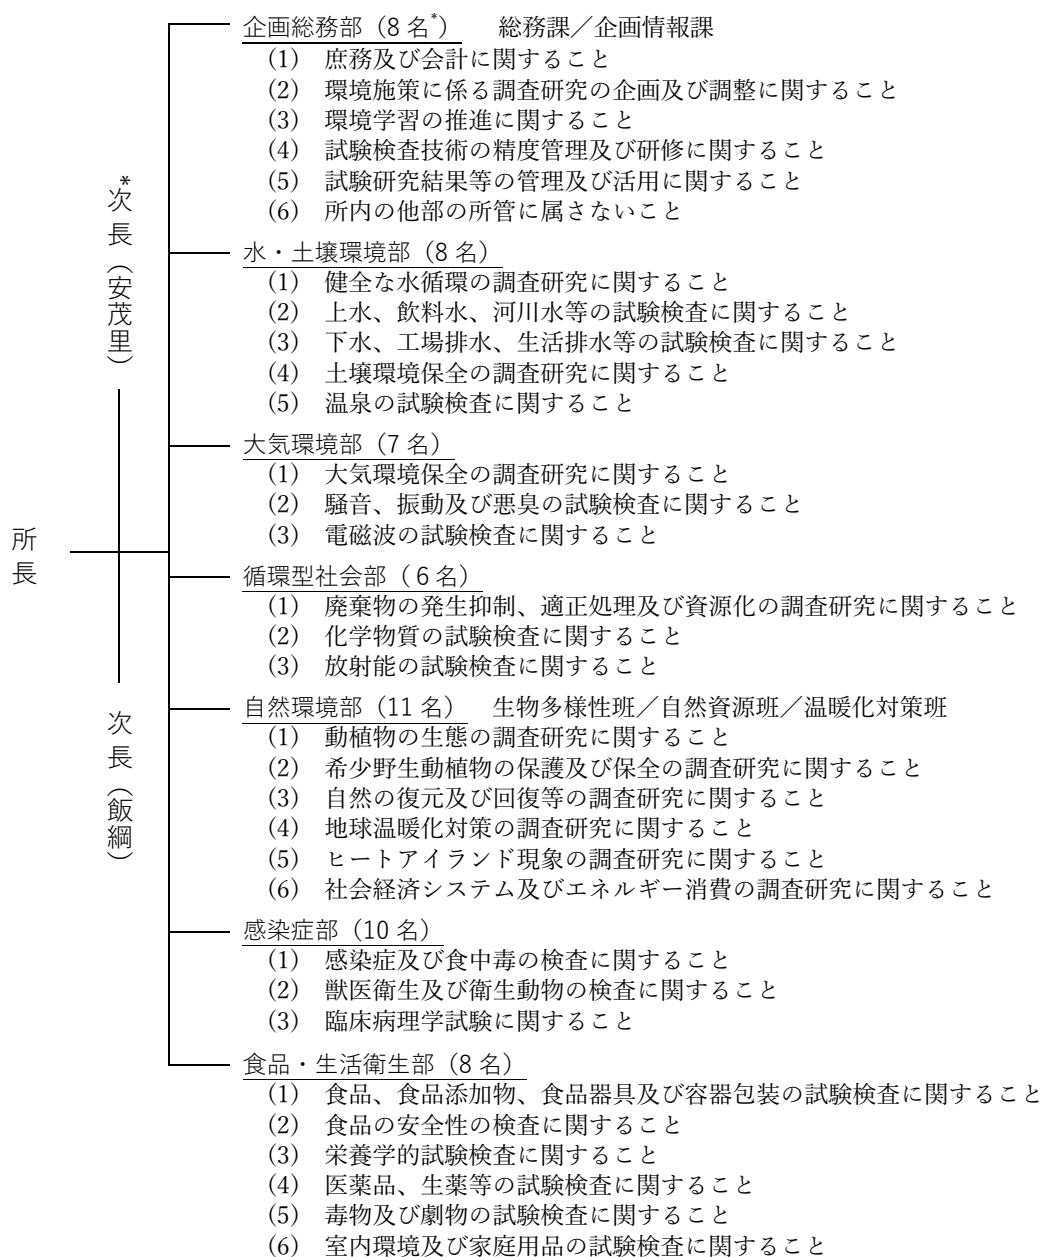 所長
*次長（安茂里）
次長（飯綱）
企画総務部（8名*）　総務課／企画情報課
(1)　庶務及び会計に関すること
(2)　環境施策に係る調査研究の企画及び調整に関すること
(3)　環境学習の推進に関すること
(4)　試験検査技術の精度管理及び研修に関すること
(5)　試験研究結果等の管理及び活用に関すること
(6)　所内の他部の所管に属さないこと
水・土壌環境部（8名）
(1)　健全な水循環の調査研究に関すること
(2)　上水、飲料水、河川水等の試験検査に関すること
(3)　下水、工場排水、生活排水等の試験検査に関すること
(4)　土壌環境保全の調査研究に関すること
(5)　温泉の試験検査に関すること
大気環境部（7名）
(1)　大気環境保全の調査研究に関すること
(2)　騒音、振動及び悪臭の試験検査に関すること
(3)　電磁波の試験検査に関すること
循環型社会部（6名）
(1)　廃棄物の発生抑制、適正処理及び資源化の調査研究に関すること
(2)　化学物質の試験検査に関すること
(3)　放射能の試験検査に関すること
自然環境部（11名）　生物多様性班／自然資源班／温暖化対策班
(1)　動植物の生態の調査研究に関すること
(2)　希少野生動植物の保護及び保全の調査研究に関すること
(3)　自然の復元及び回復等の調査研究に関すること
(4)　地球温暖化対策の調査研究に関すること
(5)　ヒートアイランド現象の調査研究に関すること
(6)　社会経済システム及びエネルギー消費の調査研究に関すること
感染症部（10名）
(1)　感染症及び食中毒の検査に関すること
(2)　獣医衛生及び衛生動物の検査に関すること
(3)　臨床病理学試験に関すること
食品・生活衛生部（8名）
(1)　食品、食品添加物、食品器具及び容器包装の試験検査に関すること
(2)　食品の安全性の検査に関すること
(3)　栄養学的試験検査に関すること
(4)　医薬品、生薬等の試験検査に関すること
(5)　毒物及び劇物の試験検査に関すること
(6)　室内環境及び家庭用品の試験検査に関すること